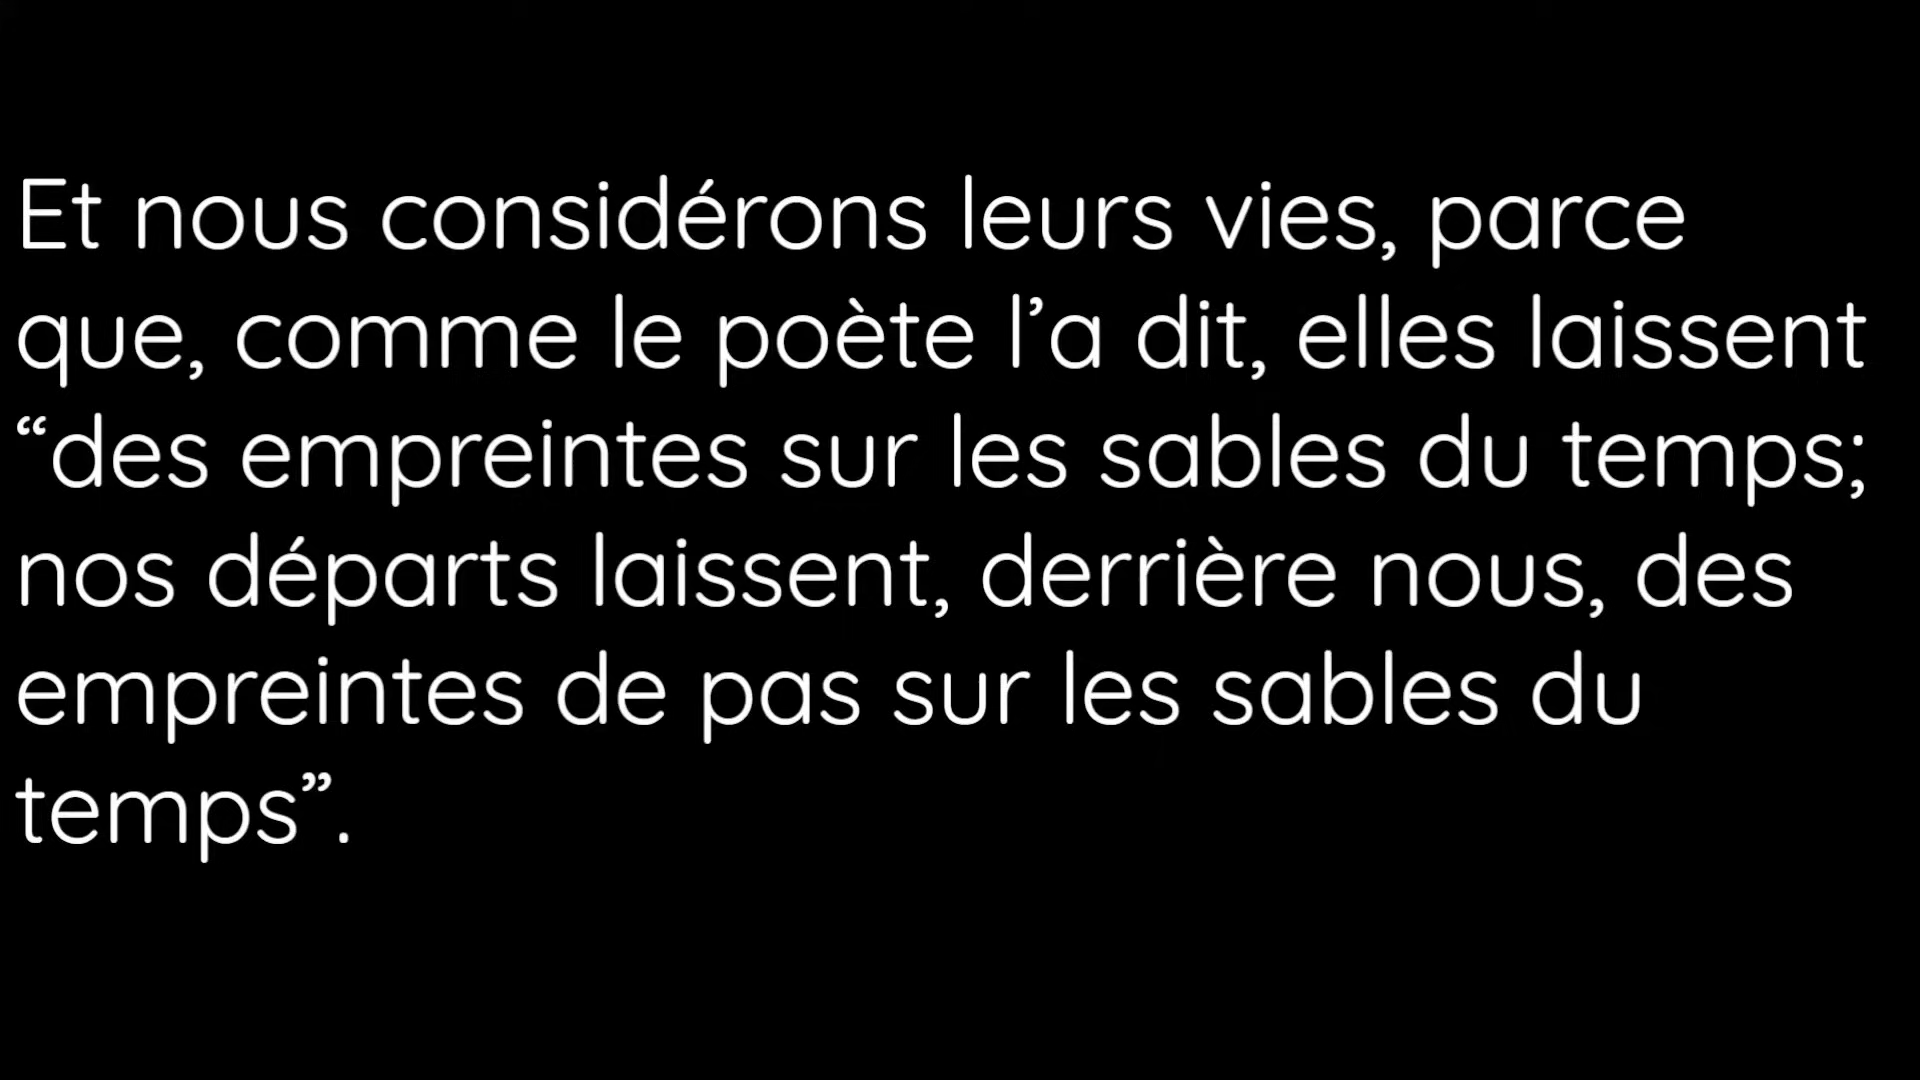 Et nous considérons leurs vies, parce
que, comme le poète l’a dit, elles laissent
“des empreintes sur les sables du temps;
nos départs laissent, derrière nous, des
empreintes de pas sur les sables du
temps”.